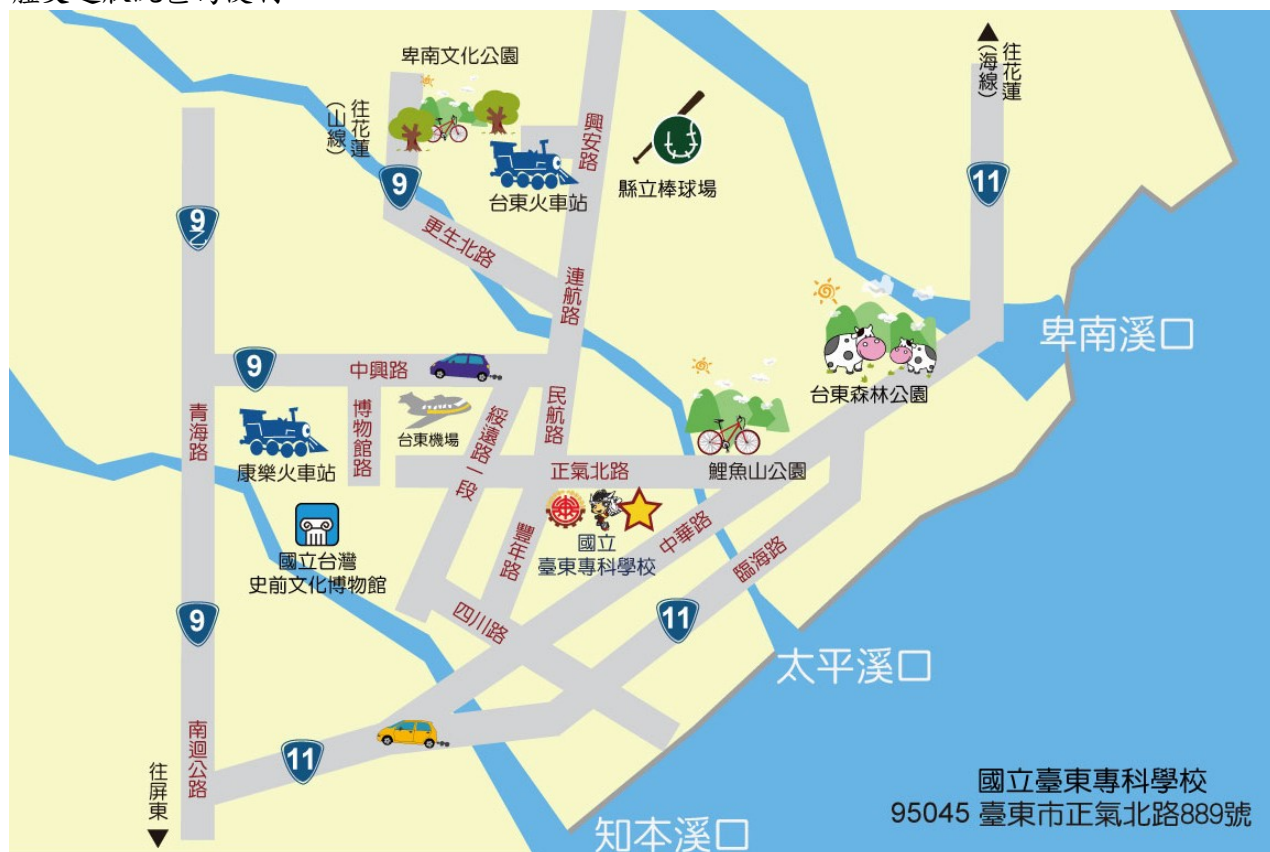 卑南文化公園
往花蓮
(山線)
往花蓮
(海線)
興安路
縣立棒球場
台東火車站
9
11
9乙
更生北路
連航路
卑南溪口
台東森林公園
9
中興路
青海路
博物館路
台東機場
綏遠路一段
民航路
康樂火車站
正氣北路
鯉魚山公園
國立
臺東專科學校
豐年路
中華路
臨海路
國立台灣
史前文化博物館
9
四川路
11
太平溪口
南迴公路
11
往屏東
知本溪口
國立臺東專科學校
95045 臺東市正氣北路889號